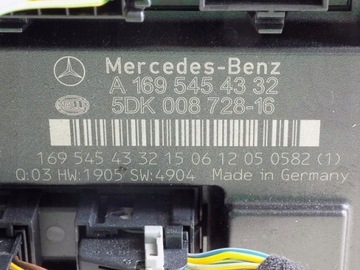 Mercedes-Benz
A 169 545 43 32
HELLA
5DK 008 728-16
169 545 43 32 15 06 12 05 0582 (1)
Q:03 HW:1905 SW:4904 Made in Germany